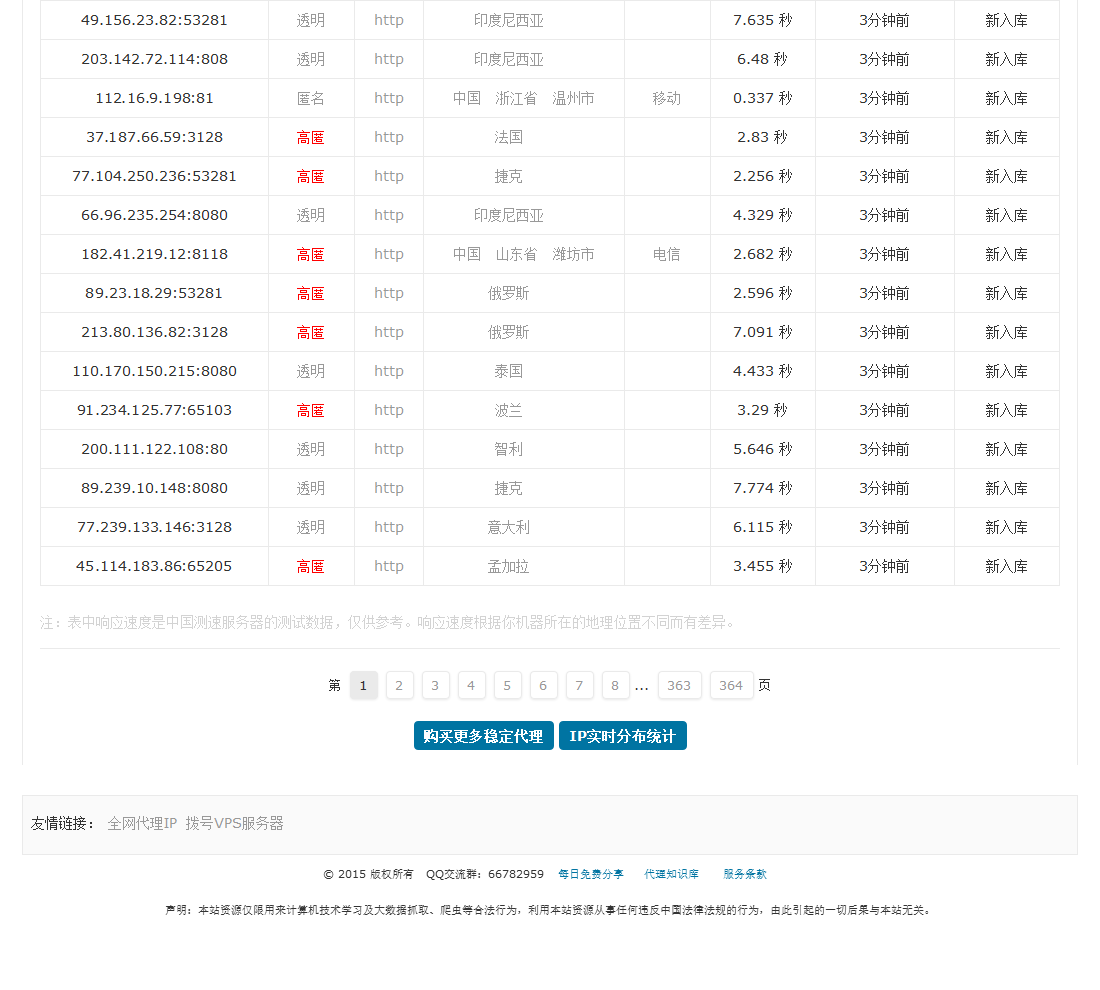 49.156.23.82:53281 透明 http 印度尼西亚 7.635 秒 3分钟前 新入库
203.142.72.114:808 透明 http 印度尼西亚 6.48 秒 3分钟前 新入库
112.16.9.198:81 匿名 http 中国 浙江省 温州市 移动 0.337 秒 3分钟前 新入库
37.187.66.59:3128 高匿 http 法国 2.83 秒 3分钟前 新入库
77.104.250.236:53281 高匿 http 捷克 2.256 秒 3分钟前 新入库
66.96.235.254:8080 透明 http 印度尼西亚 4.329 秒 3分钟前 新入库
182.41.219.12:8118 高匿 http 中国 山东省 潍坊市 电信 2.682 秒 3分钟前 新入库
89.23.18.29:53281 高匿 http 俄罗斯 2.596 秒 3分钟前 新入库
213.80.136.82:3128 高匿 http 俄罗斯 7.091 秒 3分钟前 新入库
110.170.150.215:8080 透明 http 泰国 4.433 秒 3分钟前 新入库
91.234.125.77:65103 高匿 http 波兰 3.29 秒 3分钟前 新入库
200.111.122.108:80 透明 http 智利 5.646 秒 3分钟前 新入库
89.239.10.148:8080 透明 http 捷克 7.774 秒 3分钟前 新入库
77.239.133.146:3128 透明 http 意大利 6.115 秒 3分钟前 新入库
45.114.183.86:65205 高匿 http 孟加拉 3.455 秒 3分钟前 新入库
注：表中响应速度是中国测速服务器的测试数据，仅供参考。响应速度根据你机器所在的地理位置不同而有差异。
第 1 2 3 4 5 6 7 8 ... 363 364 页
购买更多稳定代理 IP实时分布统计
友情链接： 全网代理IP 拨号VPS服务器
© 2015 版权所有 QQ交流群：66782959 每日免费分享 代理知识库 服务条款
声明：本站资源仅限用来计算机技术学习及大数据抓取、爬虫等合法行为，利用本站资源从事任何违反中国法律法规的行为，由此引起的一切后果与本站无关。